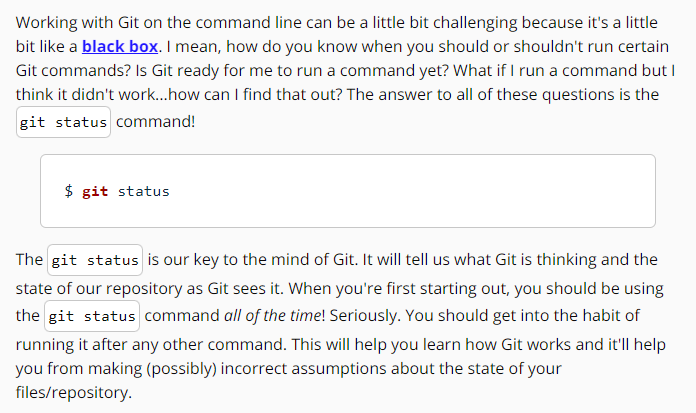 Working with Git on the command line can be a little bit challenging because it's a little
bit like a black box. I mean, how do you know when you should or shouldn't run certain
Git commands? Is Git ready for me to run a command yet? What if I run a command but I
think it didn't work...how can I find that out? The answer to all of these questions is the
git status command!
$ git status
The git status is our key to the mind of Git. It will tell us what Git is thinking and the
state of our repository as Git sees it. When you're first starting out, you should be using
the git status command all of the time! Seriously. You should get into the habit of
running it after any other command. This will help you learn how Git works and it'll help
you from making (possibly) incorrect assumptions about the state of your
files/repository.